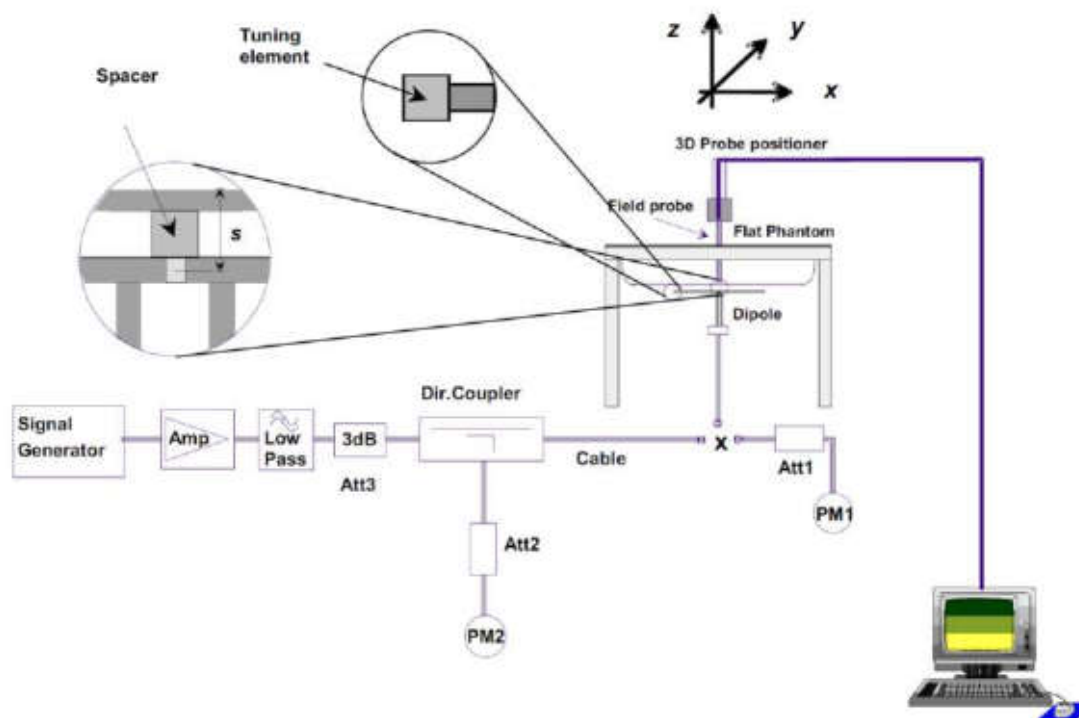 Tuning
element
Spacer
z
y
x
3D Probe positioner
Field probe
Flat Phantom
s
Dipole
Dir.Coupler
Signal
Generator
Amp
Low
Pass
3dB
Att3
Cable
x
Att1
PM1
Att2
PM2